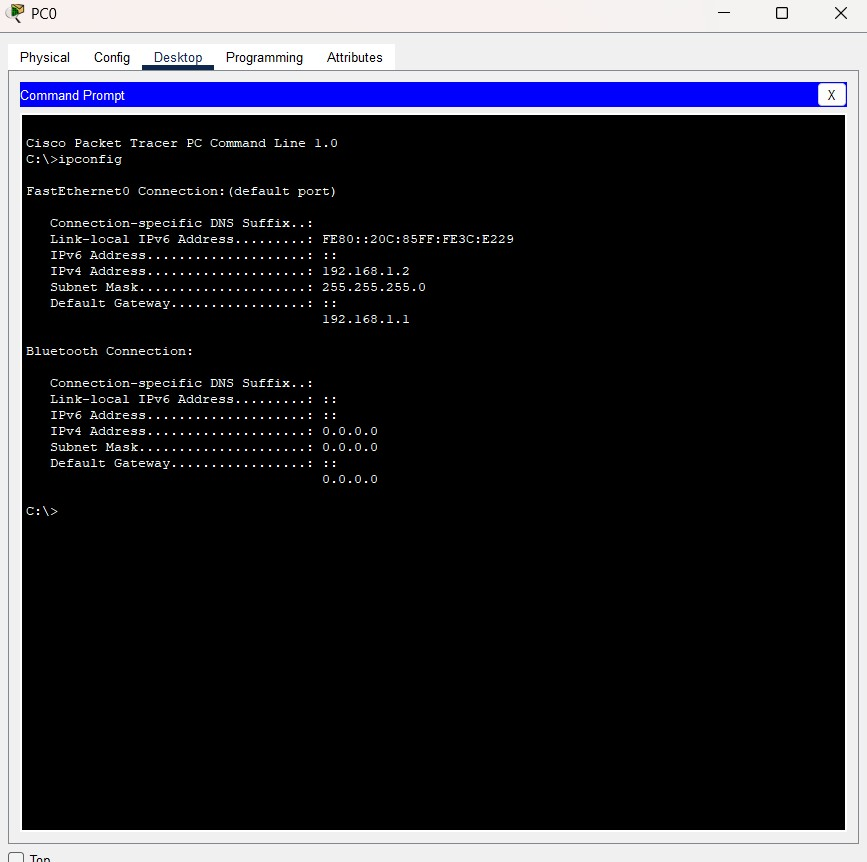 PC0
Physical Config Desktop Programming Attributes
Command Prompt X
Cisco Packet Tracer PC Command Line 1.0
C:\>ipconfig
FastEthernet0 Connection:(default port)
Connection-specific DNS Suffix..:
Link-local IPv6 Address.........: FE80::20C:85FF:FE3C:E229
IPv6 Address....................: ::
IPv4 Address....................: 192.168.1.2
Subnet Mask.....................: 255.255.255.0
Default Gateway.................: ::
192.168.1.1
Bluetooth Connection:
Connection-specific DNS Suffix..:
Link-local IPv6 Address.........: ::
IPv6 Address....................: ::
IPv4 Address....................: 0.0.0.0
Subnet Mask.....................: 0.0.0.0
Default Gateway.................: ::
0.0.0.0
C:\>
Top